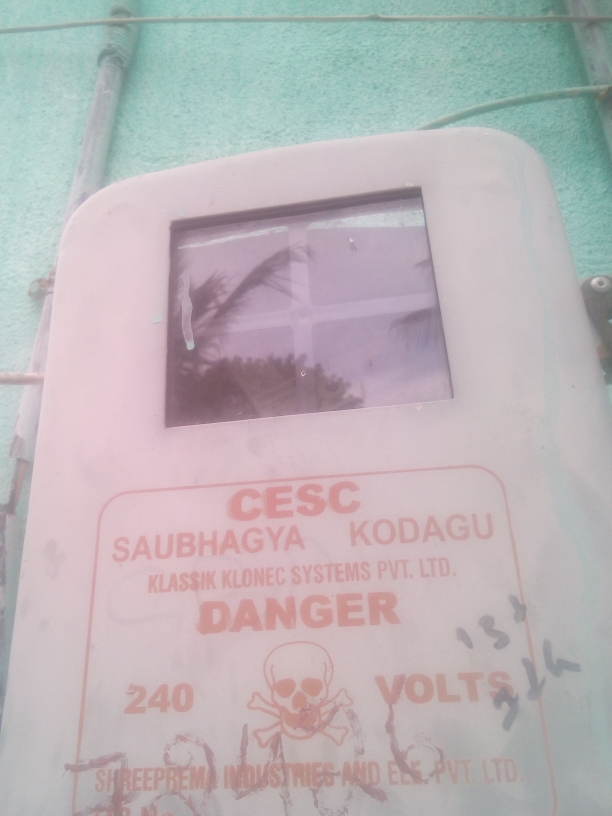 CESC
SAUBHAGYA KODAGU
KLASSIK KLONEC SYSTEMS PVT. LTD.
DANGER
240 VOLTS
SHREEPREMA INDUSTRIES AND ELE. PVT. LTD.